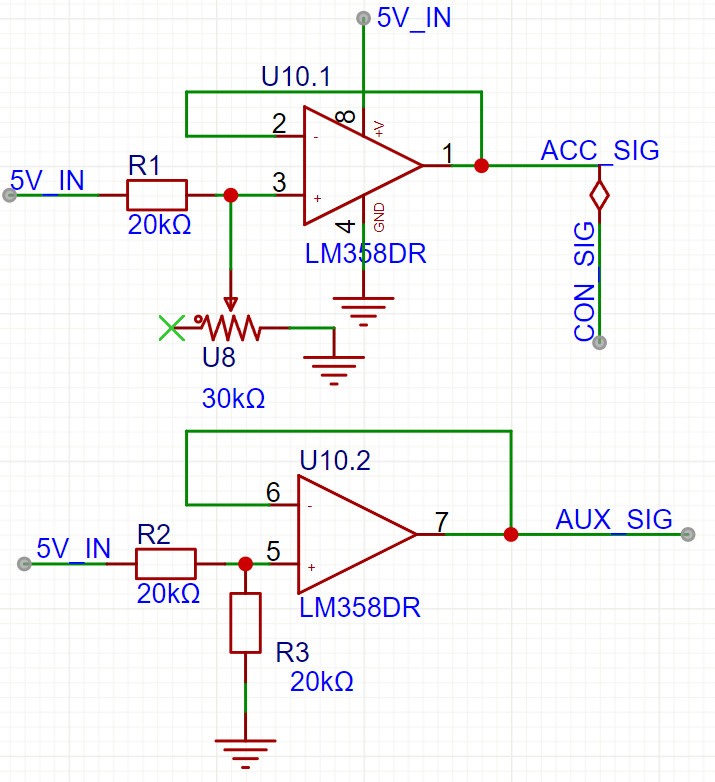 5V_IN
U10.1
2
-
8
+V
1
ACC_SIG
5V_IN
R1
3
+
20kΩ
4
GND
LM358DR
CON_SIG
U8
30kΩ
U10.2
6
-
7
AUX_SIG
5V_IN
R2
5
+
20kΩ
LM358DR
R3
20kΩ